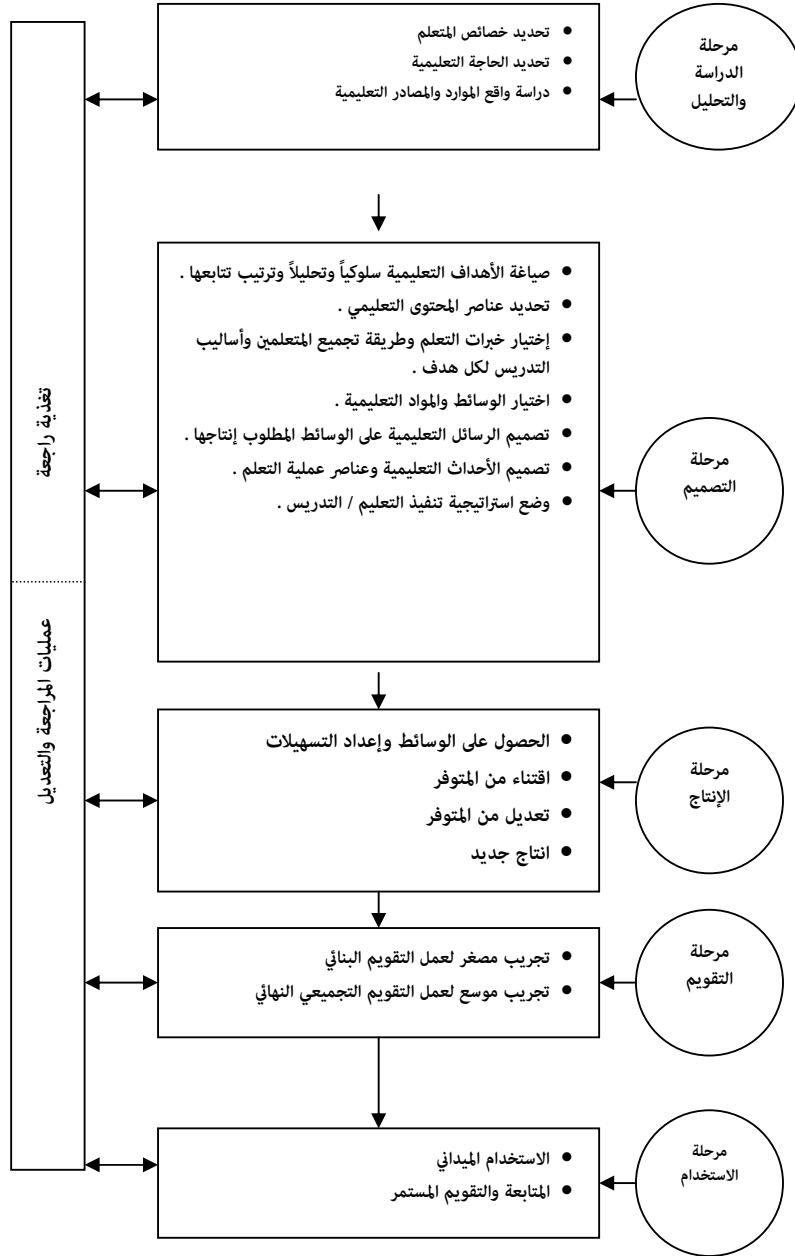 مرحلة
الدراسة
والتحليل
● تحديد خصائص المتعلم
● تحديد الحاجة التعليمية
● دراسة واقع الموارد والمصادر التعليمية
مرحلة
التصميم
● صياغة الأهداف التعليمية سلوكياً وتحليلاً وترتيب تتابعها .
● تحديد عناصر المحتوى التعليمي .
● إختيار خبرات التعلم وطريقة تجميع المتعلمين وأساليب
التدريس لكل هدف .
● اختيار الوسائط والمواد التعليمية .
● تصميم الرسائل التعليمية على الوسائط المطلوب إنتاجها .
● تصميم الأحداث التعليمية وعناصر عملية التعلم .
● وضع استراتيجية تنفيذ التعليم / التدريس .
مرحلة
الإنتاج
● الحصول على الوسائط وإعداد التسهيلات
● اقتناء من المتوفر
● تعديل من المتوفر
● انتاج جديد
مرحلة
التقويم
● تجريب مصغر لعمل التقويم البنائي
● تجريب موسع لعمل التقويم التجميعي النهائي
مرحلة
الاستخدام
● الاستخدام الميداني
● المتابعة والتقويم المستمر
تغذية راجعة
عمليات المراجعة والتعديل